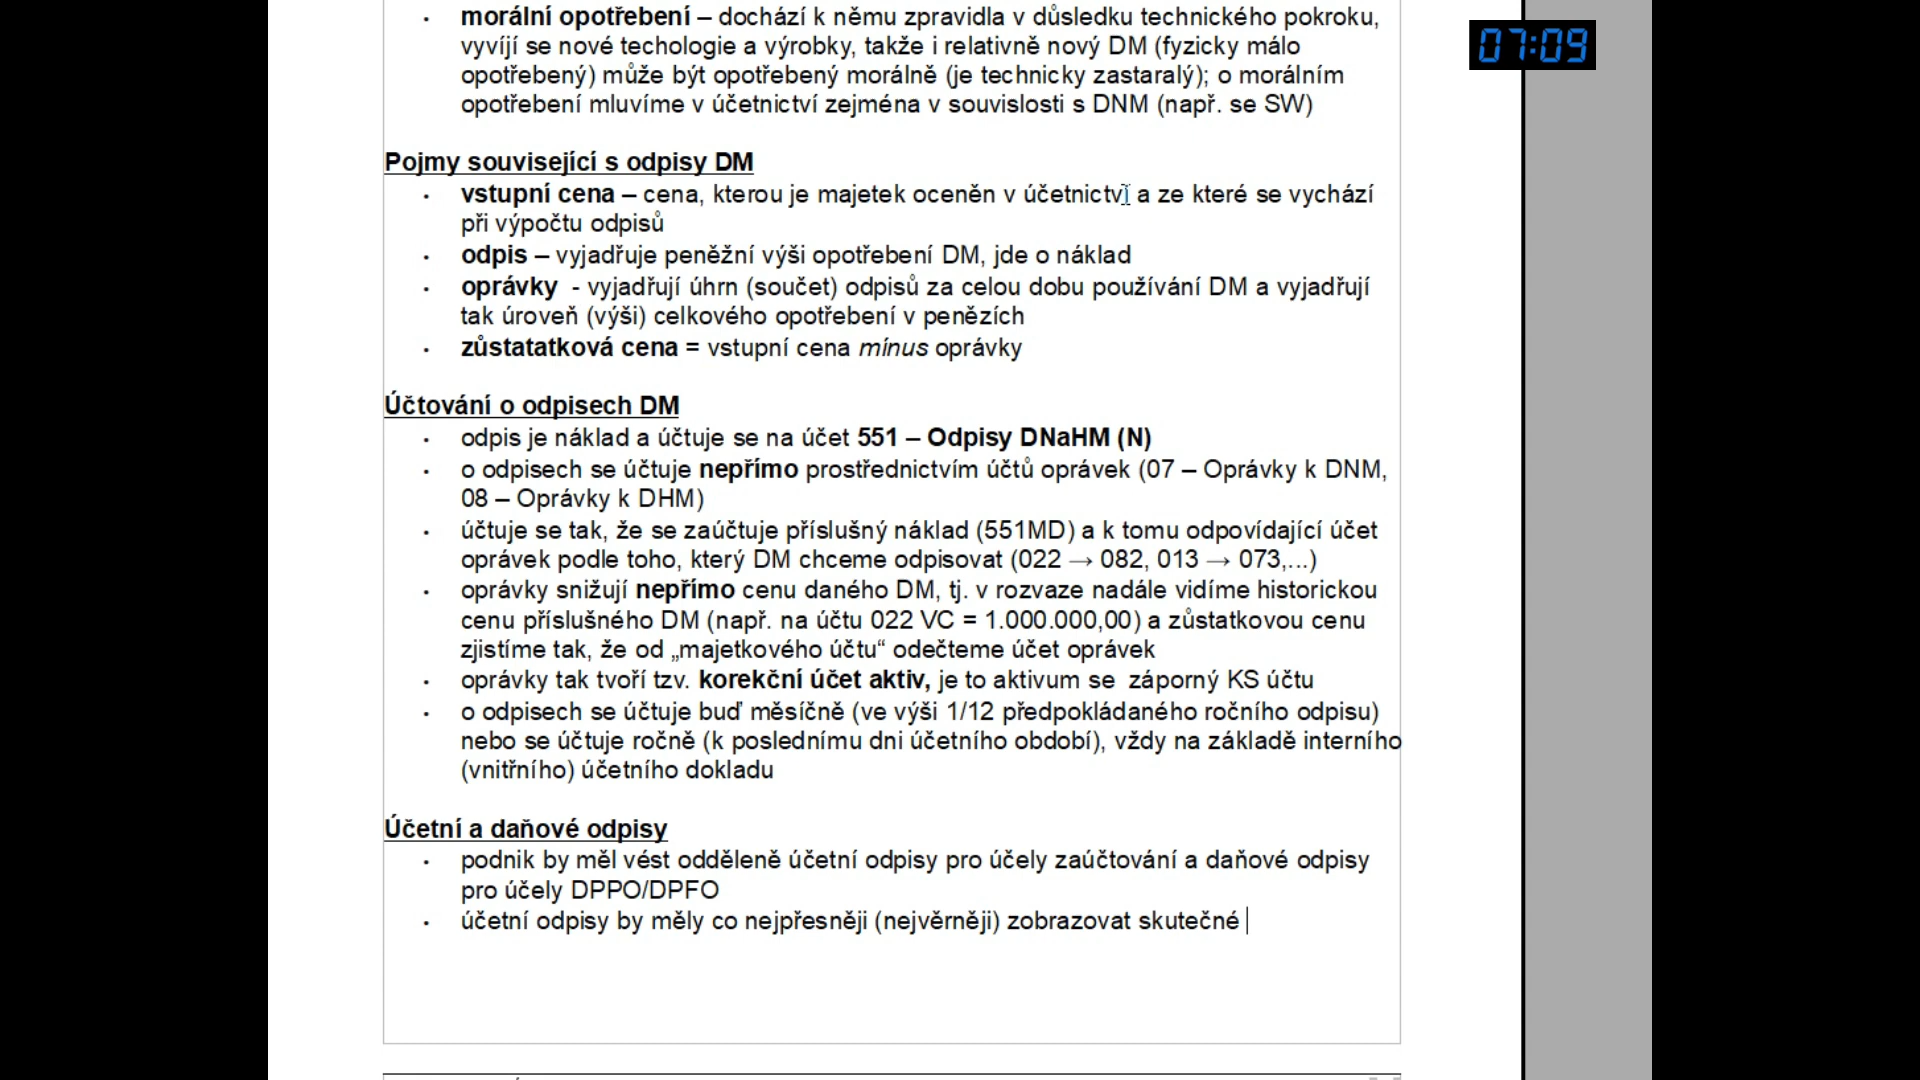 morální opotřebení – dochází k němu zpravidla v důsledku technického pokroku,
vyvíjí se nové techologie a výrobky, takže i relativně nový DM (fyzicky málo
opotřebený) může být opotřebený morálně (je technicky zastaralý); o morálním
opotřebení mluvíme v účetnictví zejména v souvislosti s DNM (např. se SW)
07:09
Pojmy související s odpisy DM
vstupní cena – cena, kterou je majetek oceněn v účetnictví a ze které se vychází
při výpočtu odpisů
odpis – vyjadřuje peněžní výši opotřebení DM, jde o náklad
oprávky  - vyjadřují úhrn (součet) odpisů za celou dobu používání DM a vyjadřují
tak úroveň (výši) celkového opotřebení v penězích
zůstatatková cena = vstupní cena mínus oprávky
Účtování o odpisech DM
odpis je náklad a účtuje se na účet 551 – Odpisy DNaHM (N)
o odpisech se účtuje nepřímo prostřednictvím účtů oprávek (07 – Oprávky k DNM,
08 – Oprávky k DHM)
účtuje se tak, že se zaúčtuje příslušný náklad (551MD) a k tomu odpovídající účet
oprávek podle toho, který DM chceme odpisovat (022 → 082, 013 → 073,...)
oprávky snižují nepřímo cenu daného DM, tj. v rozvaze nadále vidíme historickou
cenu příslušného DM (např. na účtu 022 VC = 1.000.000,00) a zůstatkovou cenu
zjistíme tak, že od „majetkového účtu“ odečteme účet oprávek
oprávky tak tvoří tzv. korekční účet aktiv, je to aktivum se  záporný KS účtu
o odpisech se účtuje buď měsíčně (ve výši 1/12 předpokládaného ročního odpisu)
nebo se účtuje ročně (k poslednímu dni účetního období), vždy na základě interního
(vnitřního) účetního dokladu
Účetní a daňové odpisy
podnik by měl vést odděleně účetní odpisy pro účely zaúčtování a daňové odpisy
pro účely DPPO/DPFO
účetní odpisy by měly co nejpřesněji (nejvěrněji) zobrazovat skutečné